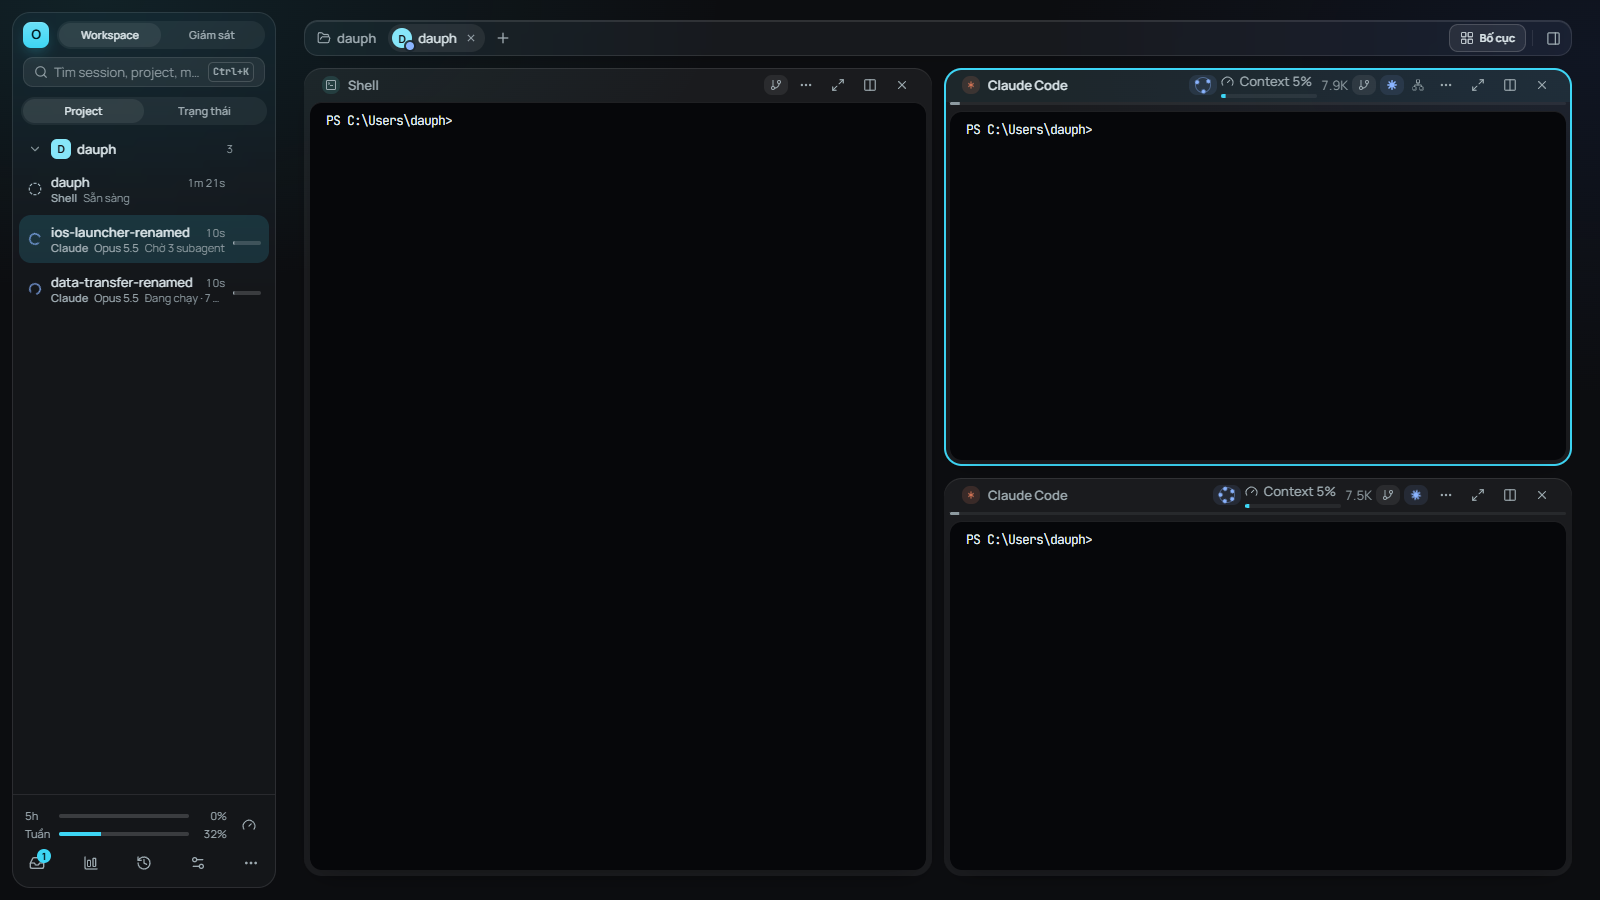 O
Workspace
Giám sát
Tìm session, project, m...
Ctrl+K
Project
Trạng thái
D dauph 3
dauph 1m 21s
Shell Sẵn sàng
ios-launcher-renamed 10s
Claude Opus 5.5 Chờ 3 subagent
data-transfer-renamed 10s
Claude Opus 5.5 Đang chạy · 7 ...
5h 0%
Tuần 32%
1
dauph
D dauph
Bố cục
Shell
PS C:\Users\dauph>
Claude Code
Context 5% 7.9K
PS C:\Users\dauph>
Claude Code
Context 5% 7.5K
PS C:\Users\dauph>